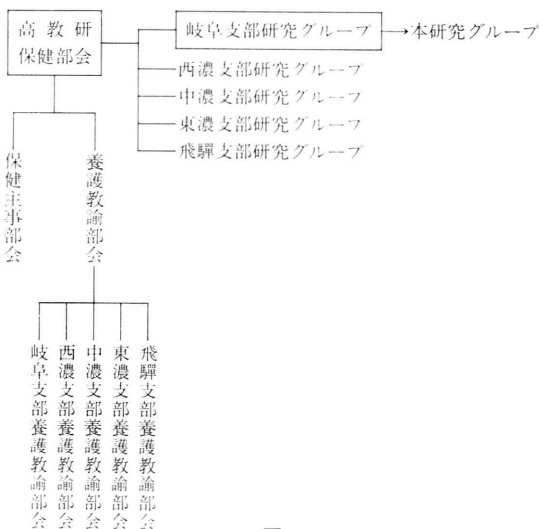 高教研
保健部会
岐阜支部研究グループ→本研究グループ
西濃支部研究グループ
中濃支部研究グループ
東濃支部研究グループ
飛驒支部研究グループ
保健主事部会
養護教諭部会
岐阜支部養護教諭部会
西濃支部養護教諭部会
中濃支部養護教諭部会
東濃支部養護教諭部会
飛驒支部養護教諭部会